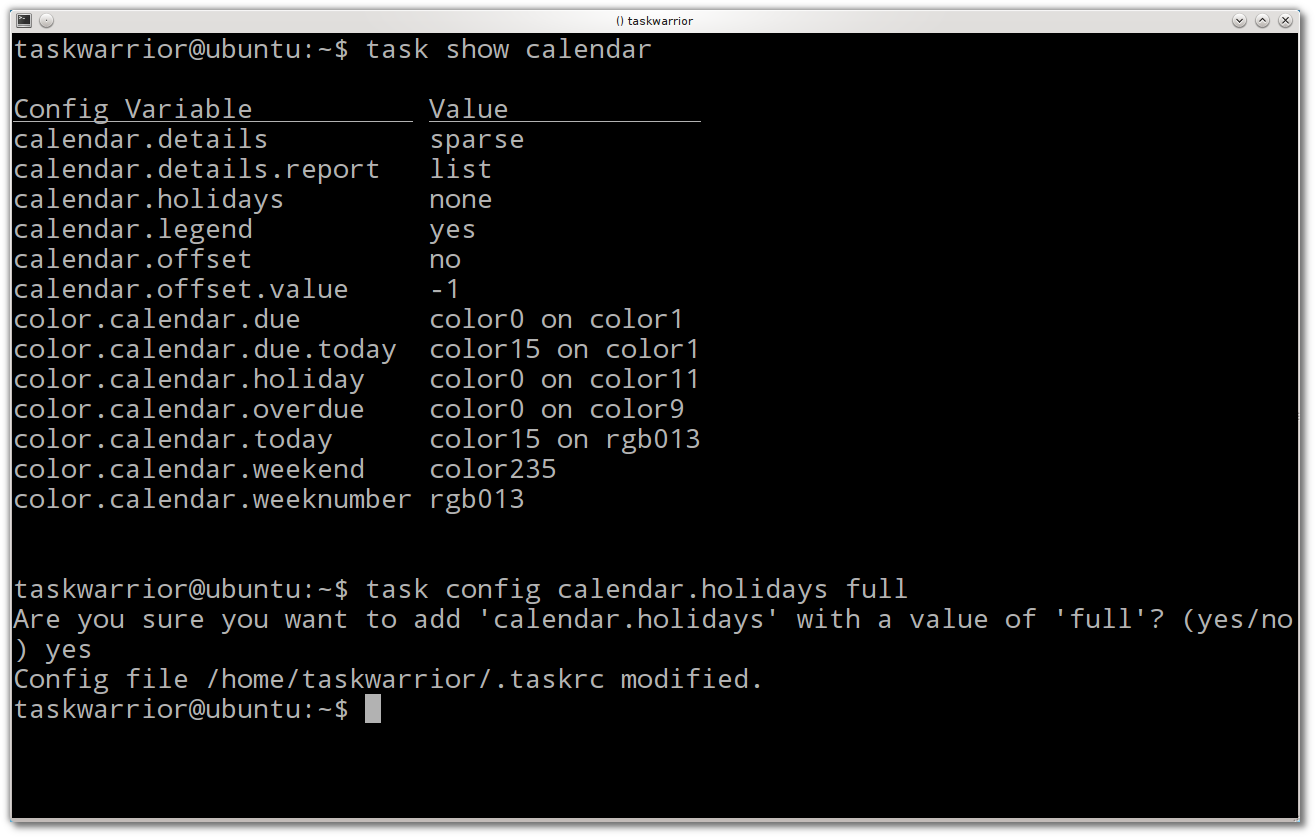 () taskwarrior
taskwarrior@ubuntu:~$ task show calendar
Config Variable Value
calendar.details sparse
calendar.details.report list
calendar.holidays none
calendar.legend yes
calendar.offset no
calendar.offset.value -1
color.calendar.due color0 on color1
color.calendar.due.today color15 on color1
color.calendar.holiday color0 on color11
color.calendar.overdue color0 on color9
color.calendar.today color15 on rgb013
color.calendar.weekend color235
color.calendar.weeknumber rgb013
taskwarrior@ubuntu:~$ task config calendar.holidays full
Are you sure you want to add 'calendar.holidays' with a value of 'full'? (yes/no
) yes
Config file /home/taskwarrior/.taskrc modified.
taskwarrior@ubuntu:~$